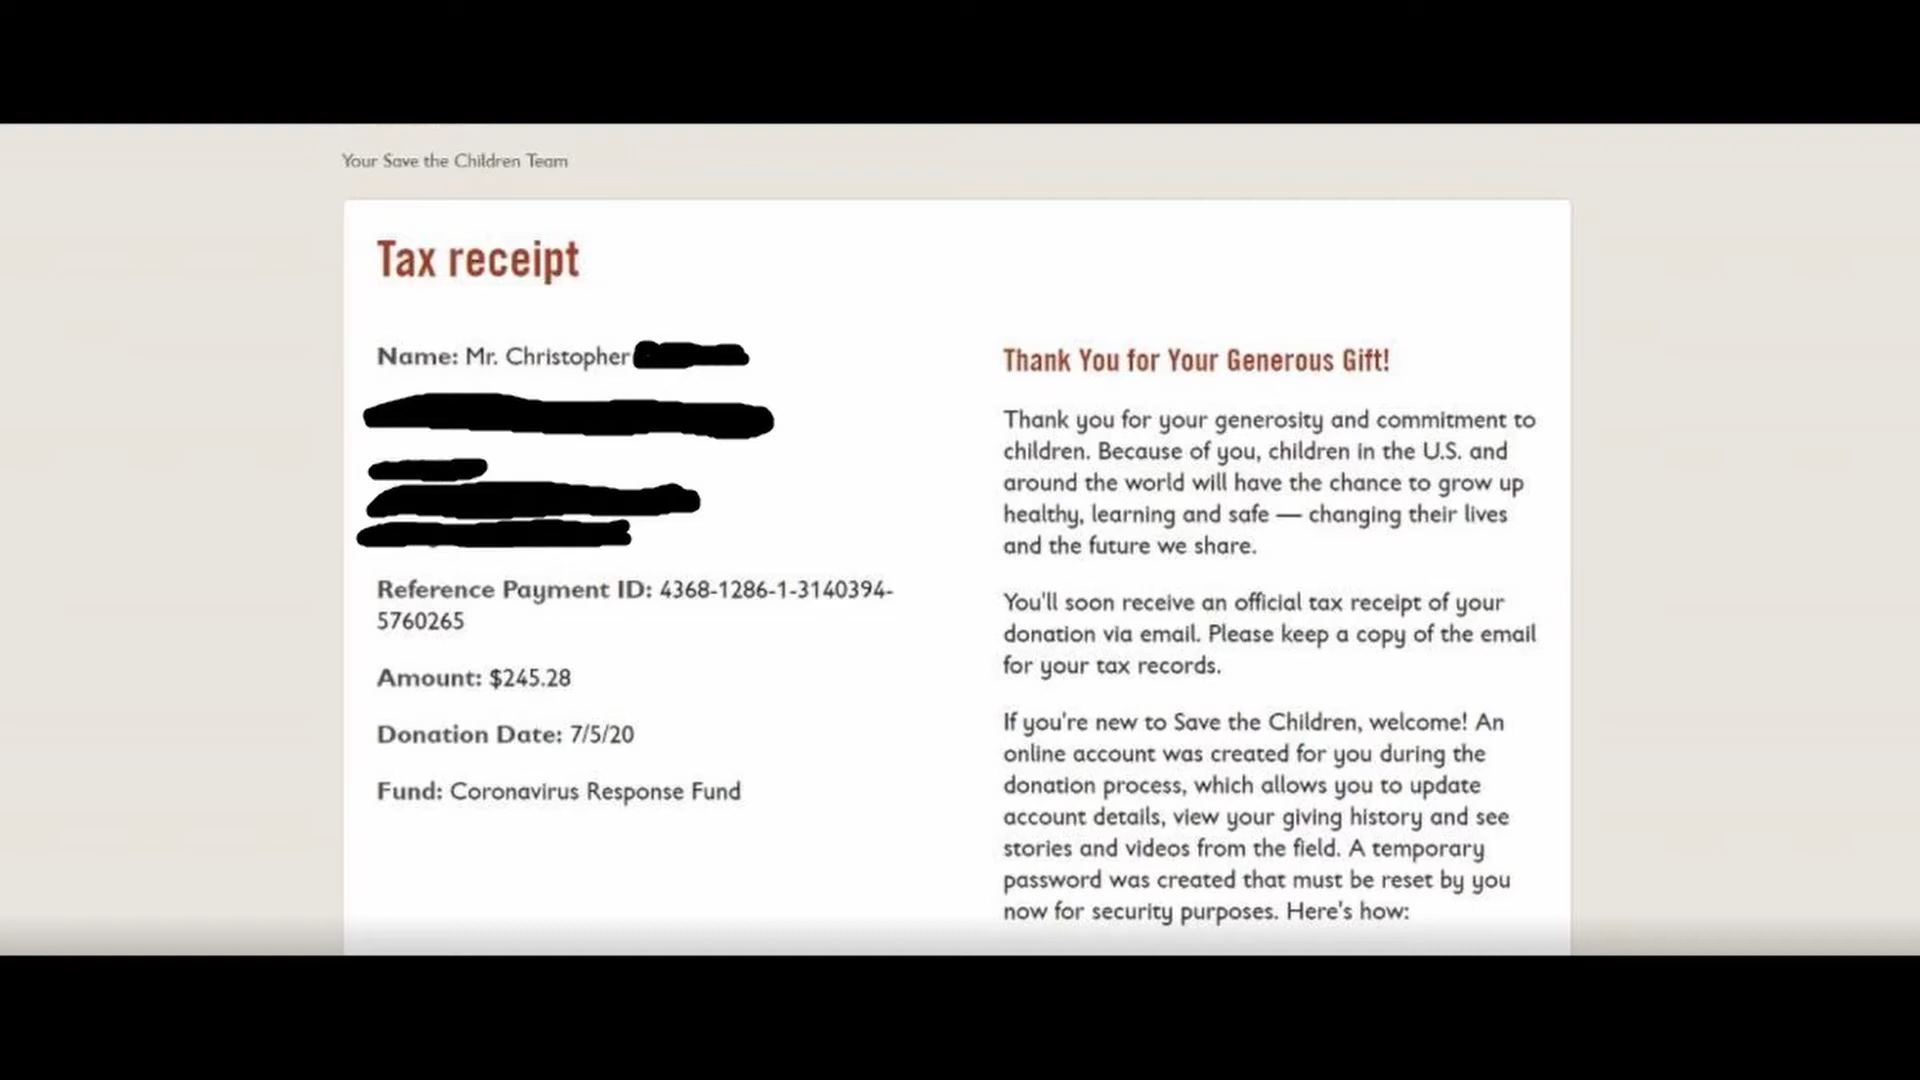 Your Save the Children Team
Tax receipt
Name: Mr. Christopher
Reference Payment ID: 4368-1286-1-3140394-
5760265
Amount: $245.28
Donation Date: 7/5/20
Fund: Coronavirus Response Fund
Thank You for Your Generous Gift!
Thank you for your generosity and commitment to
children. Because of you, children in the U.S. and
around the world will have the chance to grow up
healthy, learning and safe — changing their lives
and the future we share.
You'll soon receive an official tax receipt of your
donation via email. Please keep a copy of the email
for your tax records.
If you're new to Save the Children, welcome! An
online account was created for you during the
donation process, which allows you to update
account details, view your giving history and see
stories and videos from the field. A temporary
password was created that must be reset by you
now for security purposes. Here's how: